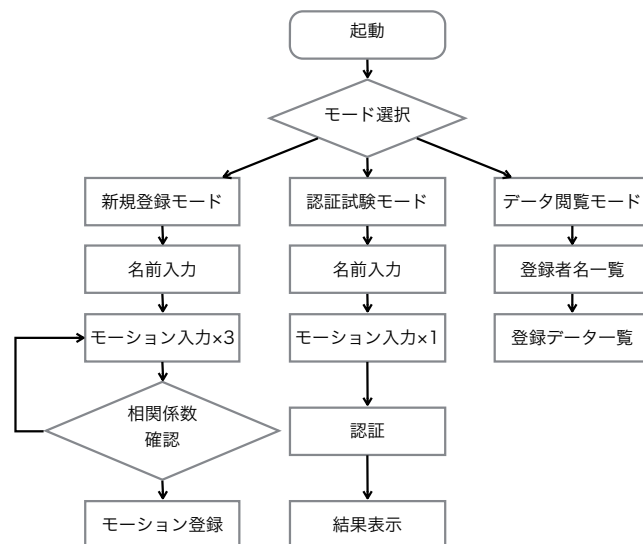 起動
モード選択
新規登録モード
認証試験モード
データ閲覧モード
名前入力
名前入力
登録者名一覧
モーション入力×3
モーション入力×1
登録データ一覧
相関係数
確認
認証
モーション登録
結果表示